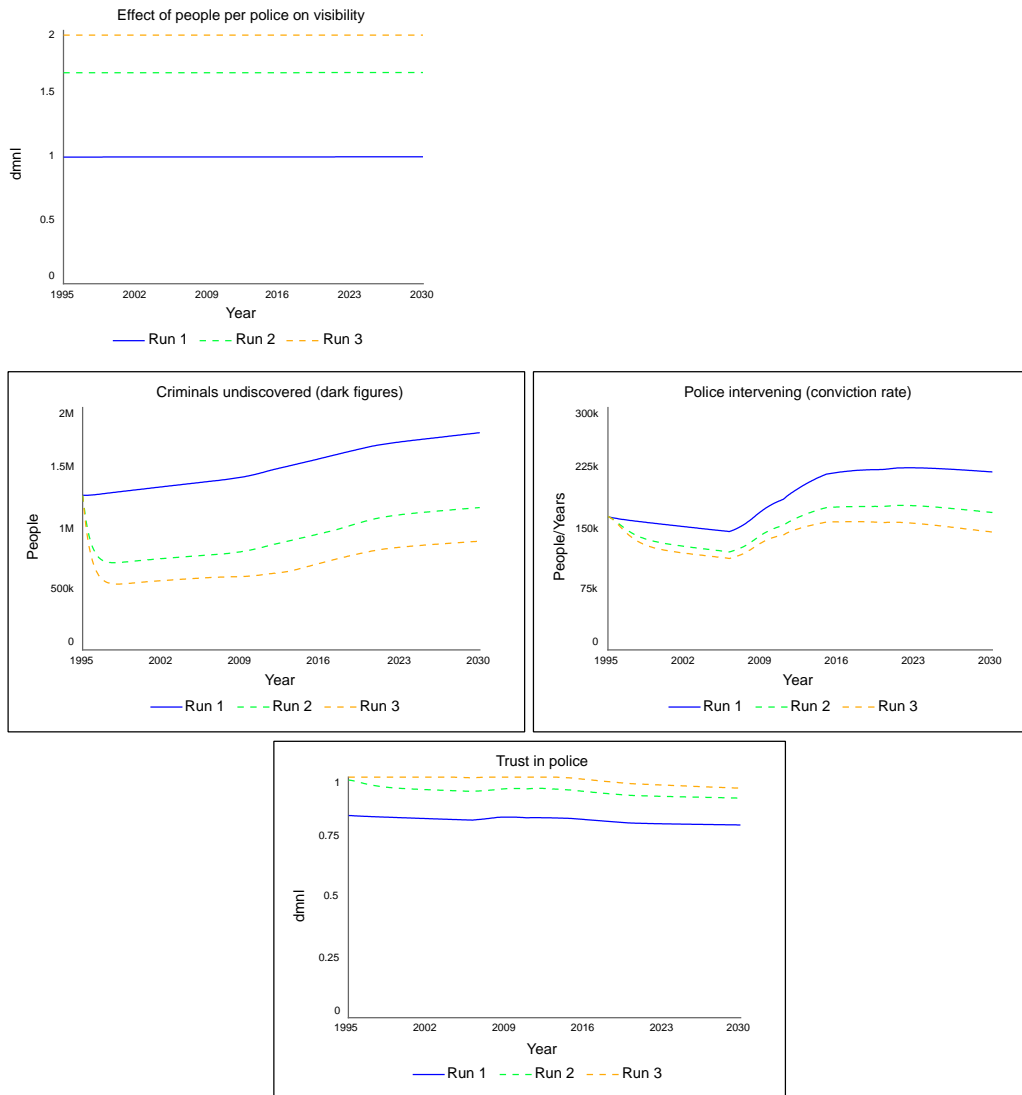 Effect of people per police on visibility
2
1.5
1
0.5
0
dmnl
1995 2002 2009 2016 2023 2030
Year
Run 1 Run 2 Run 3
Criminals undiscovered (dark figures)
2M
1.5M
1M
500k
0
People
1995 2002 2009 2016 2023 2030
Year
Run 1 Run 2 Run 3
Police intervening (conviction rate)
300k
225k
150k
75k
0
People/Years
1995 2002 2009 2016 2023 2030
Year
Run 1 Run 2 Run 3
Trust in police
1
0.75
0.5
0.25
0
dmnl
1995 2002 2009 2016 2023 2030
Year
Run 1 Run 2 Run 3